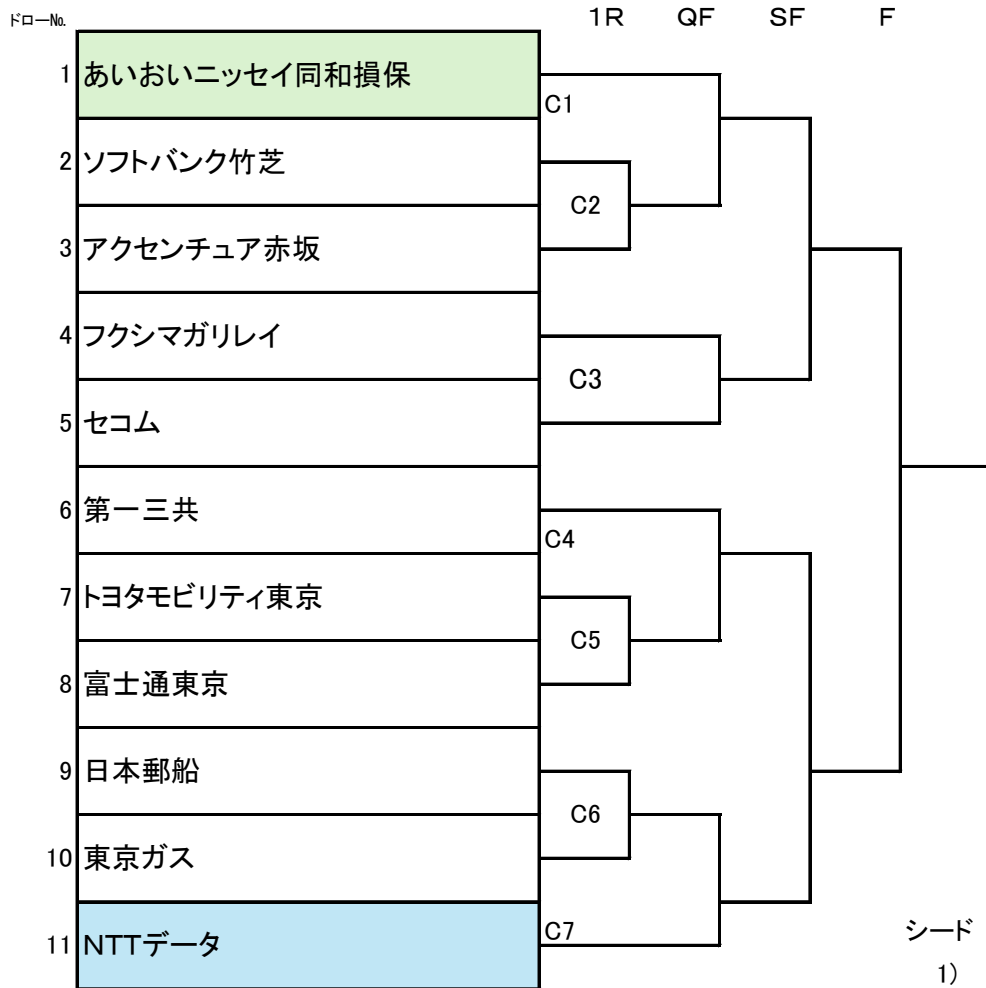 ドローNo. 1R QF SF F
1 あいおいニッセイ同和損保
C1
2 ソフトバンク竹芝
C2
3 アクセンチュア赤坂
4 フクシマガリレイ
C3
5 セコム
6 第一三共
C4
7 トヨタモビリティ東京
C5
8 富士通東京
9 日本郵船
C6
10 東京ガス
11 NTTデータ C7 シード
1)